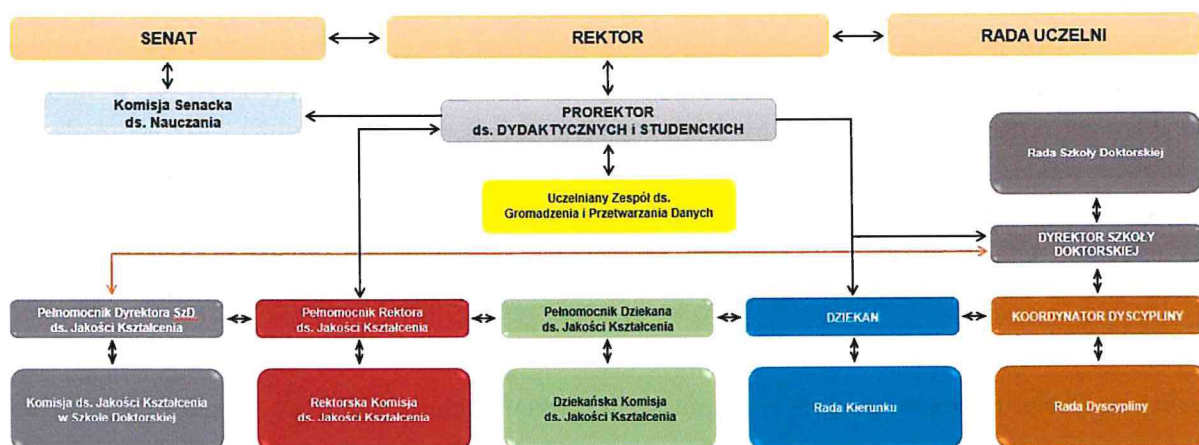 SENAT
REKTOR
RADA UCZELNI
Komisja Senacka
ds. Nauczania
PROREKTOR
ds. DYDAKTYCZNYCH i STUDENCKICH
Rada Szkoły Doktorskiej
Uczelniany Zespół ds.
Gromadzenia i Przetwarzania Danych
DYREKTOR SZKOŁY
DOKTORSKIEJ
Pełnomocnik Dyrektora SzD
ds. Jakości Kształcenia
Pełnomocnik Rektora
ds. Jakości Kształcenia
Pełnomocnik Dziekana
ds. Jakości Kształcenia
DZIEKAN
KOORDYNATOR DYSCYPLINY
Komisja ds. Jakości Kształcenia
w Szkole Doktorskiej
Rektorska Komisja
ds. Jakości Kształcenia
Dziekańska Komisja
ds. Jakości Kształcenia
Rada Kierunku
Rada Dyscypliny